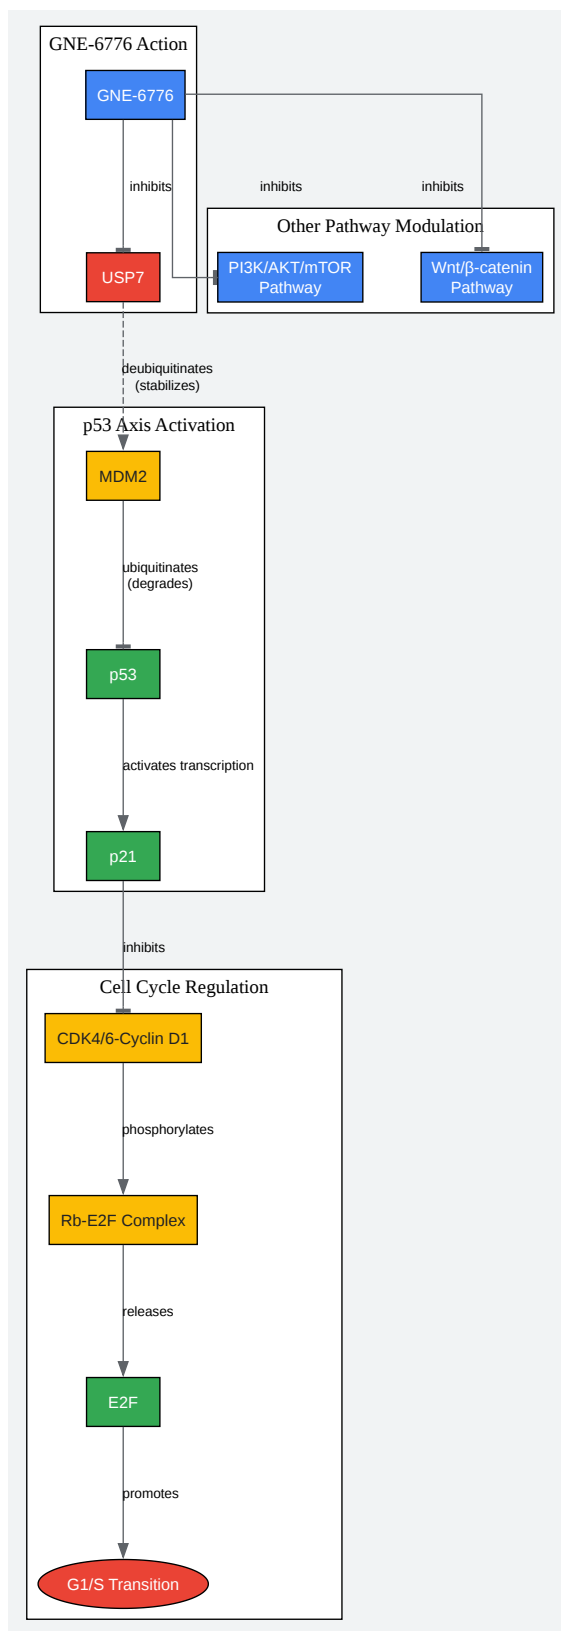 GNE-6776 Action
GNE-6776
inhibits
inhibits
inhibits
Other Pathway Modulation
USP7
PI3K/AKT/mTOR
Pathway
Wnt/β-catenin
Pathway
deubiquitinates
(stabilizes)
p53 Axis Activation
MDM2
ubiquitinates
(degrades)
p53
activates transcription
p21
inhibits
Cell Cycle Regulation
CDK4/6-Cyclin D1
phosphorylates
Rb-E2F Complex
releases
E2F
promotes
G1/S Transition